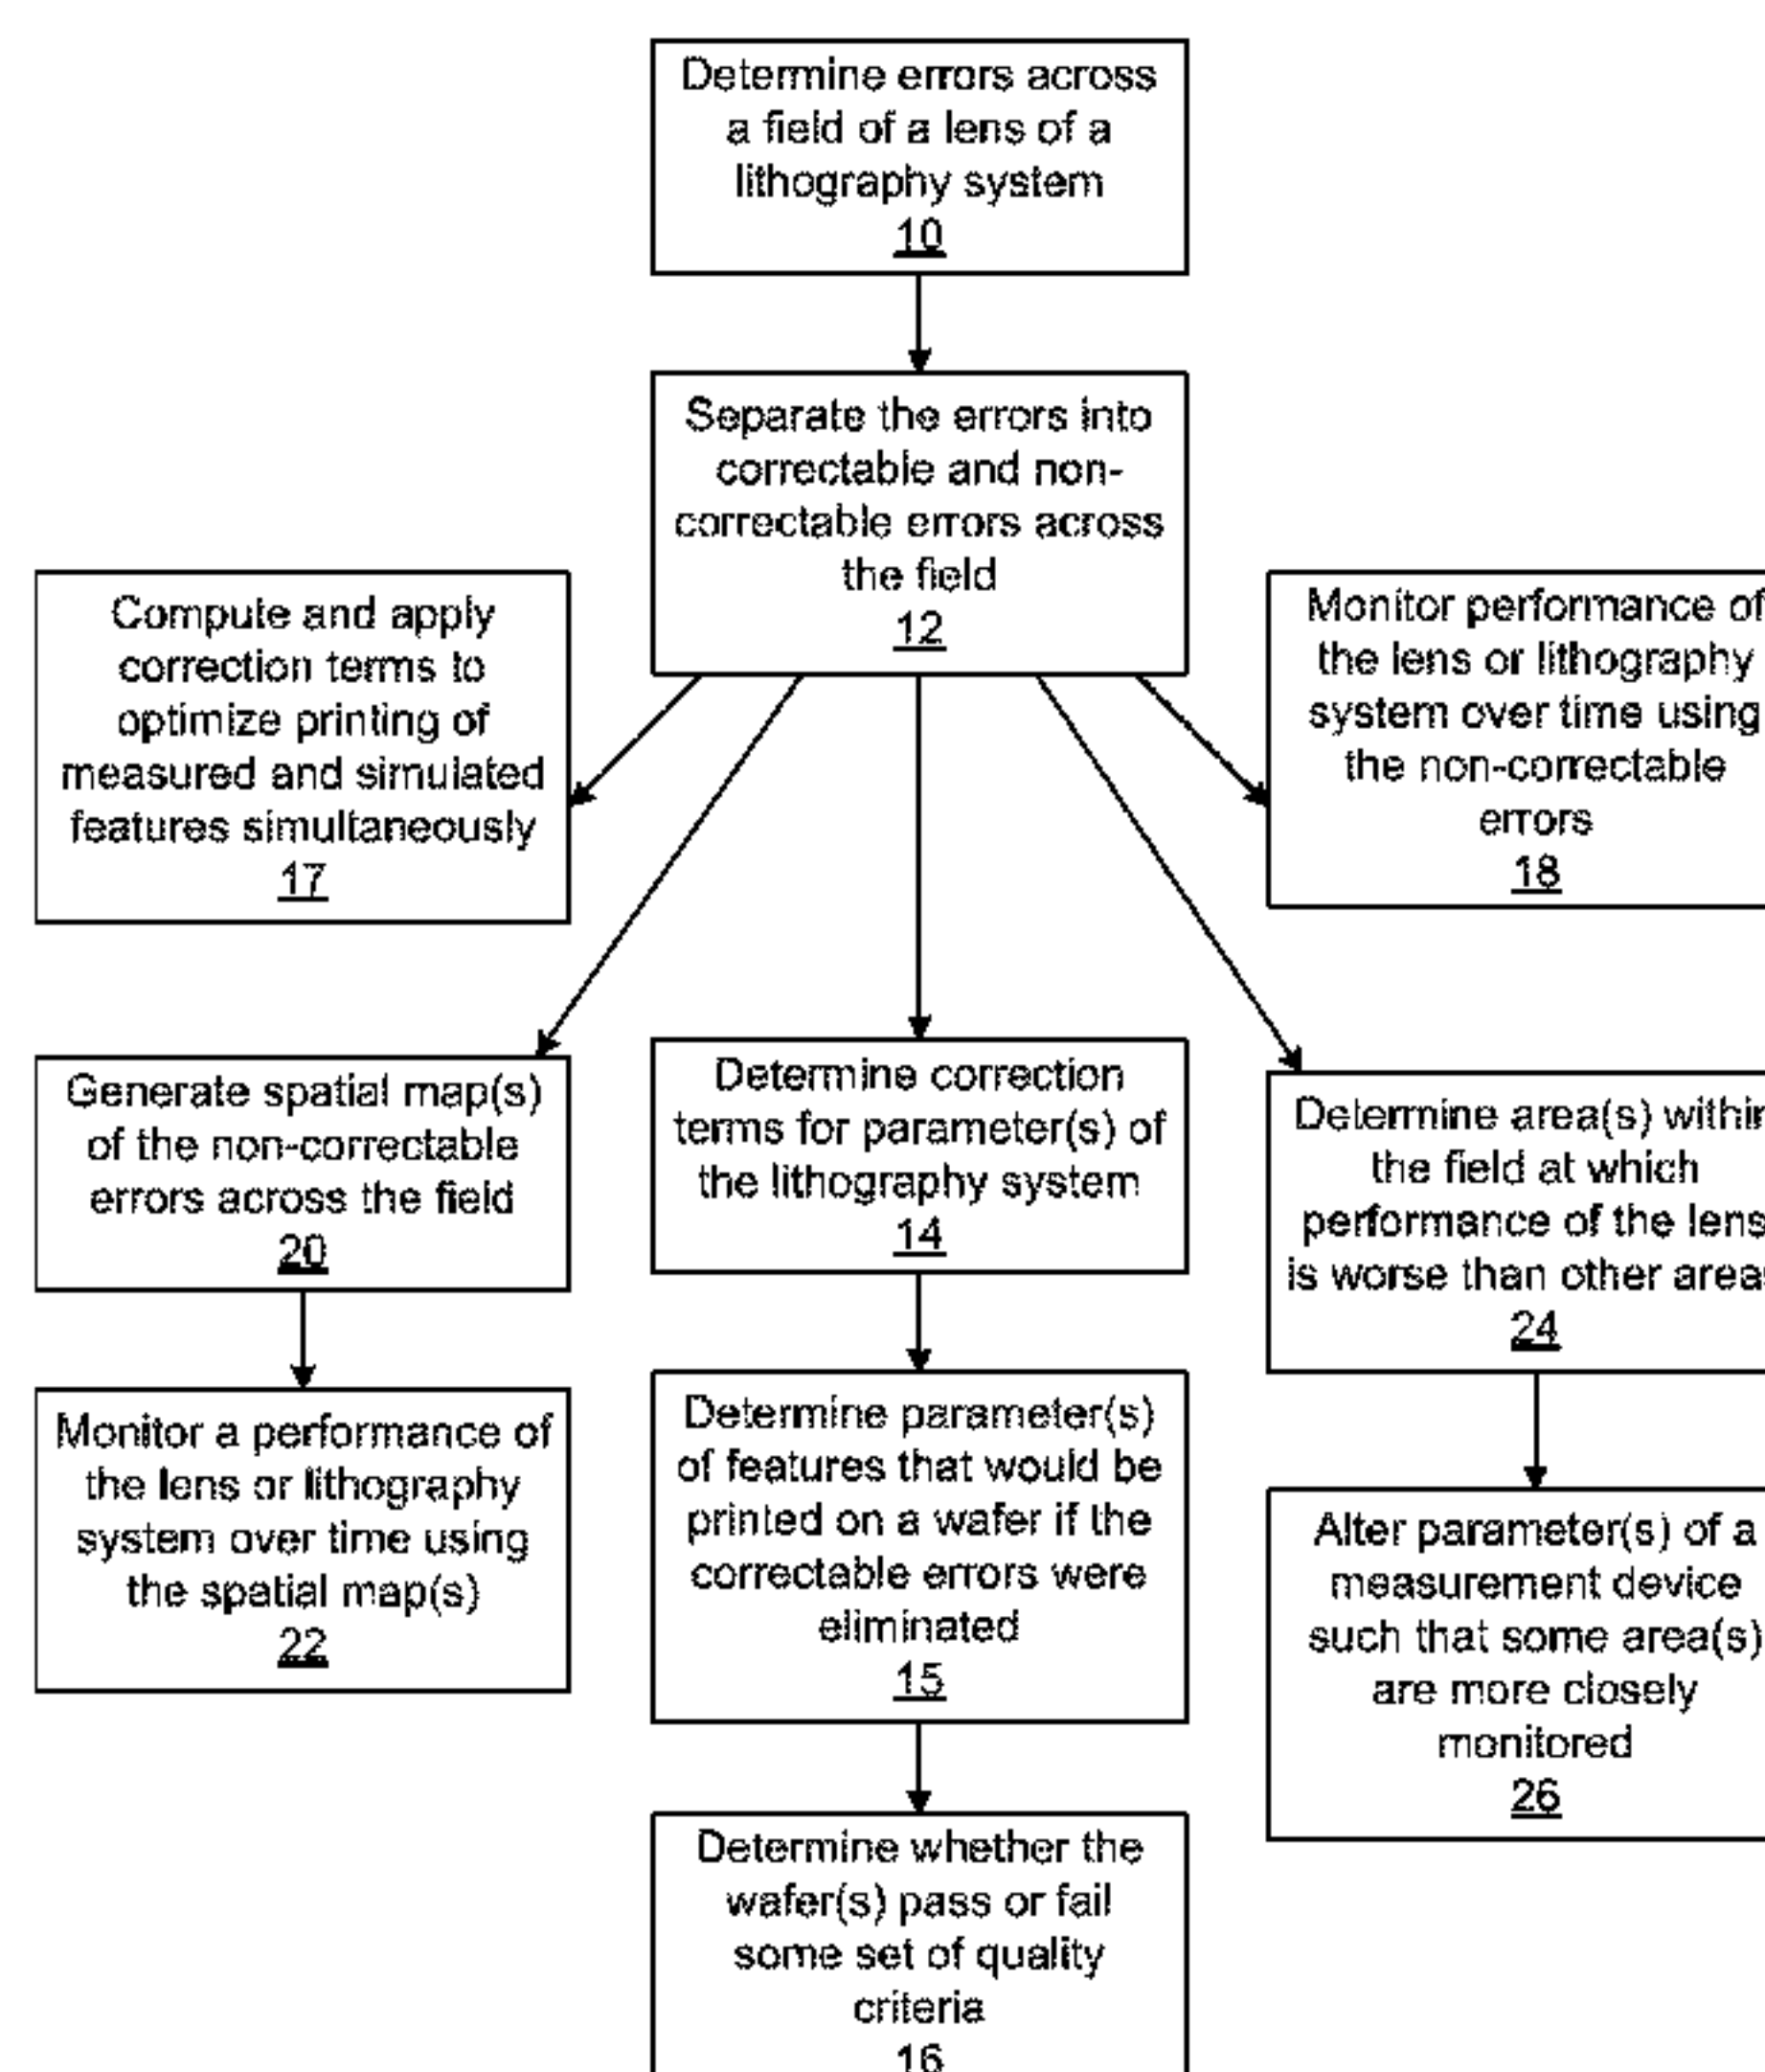 Determine errors across
a field of a lens of a
lithography system
10
Separate the errors into
correctable and non-
correctable errors across
the field
12
Compute and apply
correction terms to
optimize printing of
measured and simulated
features simultaneously
17
Monitor performance of
the lens or lithography
system over time using
the non-correctable
errors
18
Generate spatial map(s)
of the non-correctable
errors across the field
20
Determine correction
terms for parameter(s) of
the lithography system
14
Determine area(s) within
the field at which
performance of the lens
is worse than other areas
24
Monitor a performance of
the lens or lithography
system over time using
the spatial map(s)
22
Determine parameter(s)
of features that would be
printed on a wafer if the
correctable errors were
eliminated
15
Alter parameter(s) of a
measurement device
such that some area(s)
are more closely
monitored
26
Determine whether the
wafer(s) pass or fail
some set of quality
criteria
16